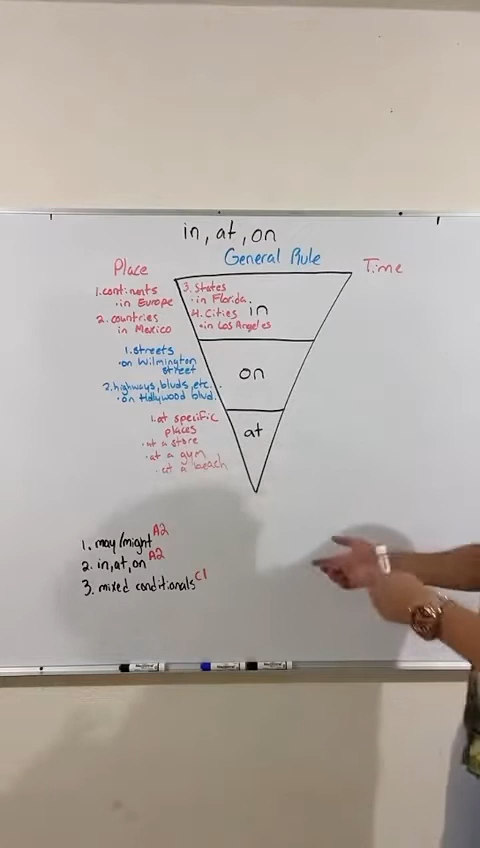 in, at, on
General Rule
Place
Time
1. continents
· in Europe
2. countries
in Mexico
3. States
· in Florida
4. Cities
· in Los Angeles
in
1. streets
· on Wilmington
street
2. highways, blvds, etc.
· on Hollywood blvd.
on
1. at specific
places
· at a store
· at a gym
· at a beach
at
1. may/might A2
2. in, at, on A2
3. mixed conditionals C1